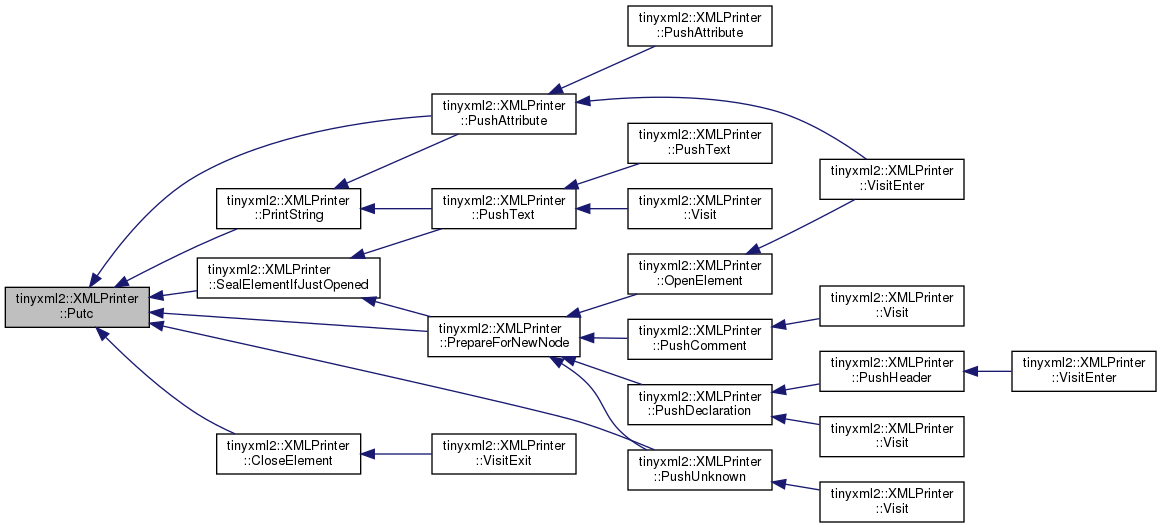 tinyxml2::XMLPrinter
::PushAttribute
tinyxml2::XMLPrinter
::PushAttribute
tinyxml2::XMLPrinter
::PushText
tinyxml2::XMLPrinter
::VisitEnter
tinyxml2::XMLPrinter
::PrintString
tinyxml2::XMLPrinter
::PushText
tinyxml2::XMLPrinter
::Visit
tinyxml2::XMLPrinter
::SealElementIfJustOpened
tinyxml2::XMLPrinter
::OpenElement
tinyxml2::XMLPrinter
::Putc
tinyxml2::XMLPrinter
::Visit
tinyxml2::XMLPrinter
::PrepareForNewNode
tinyxml2::XMLPrinter
::PushComment
tinyxml2::XMLPrinter
::PushHeader
tinyxml2::XMLPrinter
::VisitEnter
tinyxml2::XMLPrinter
::PushDeclaration
tinyxml2::XMLPrinter
::Visit
tinyxml2::XMLPrinter
::CloseElement
tinyxml2::XMLPrinter
::VisitExit
tinyxml2::XMLPrinter
::PushUnknown
tinyxml2::XMLPrinter
::Visit